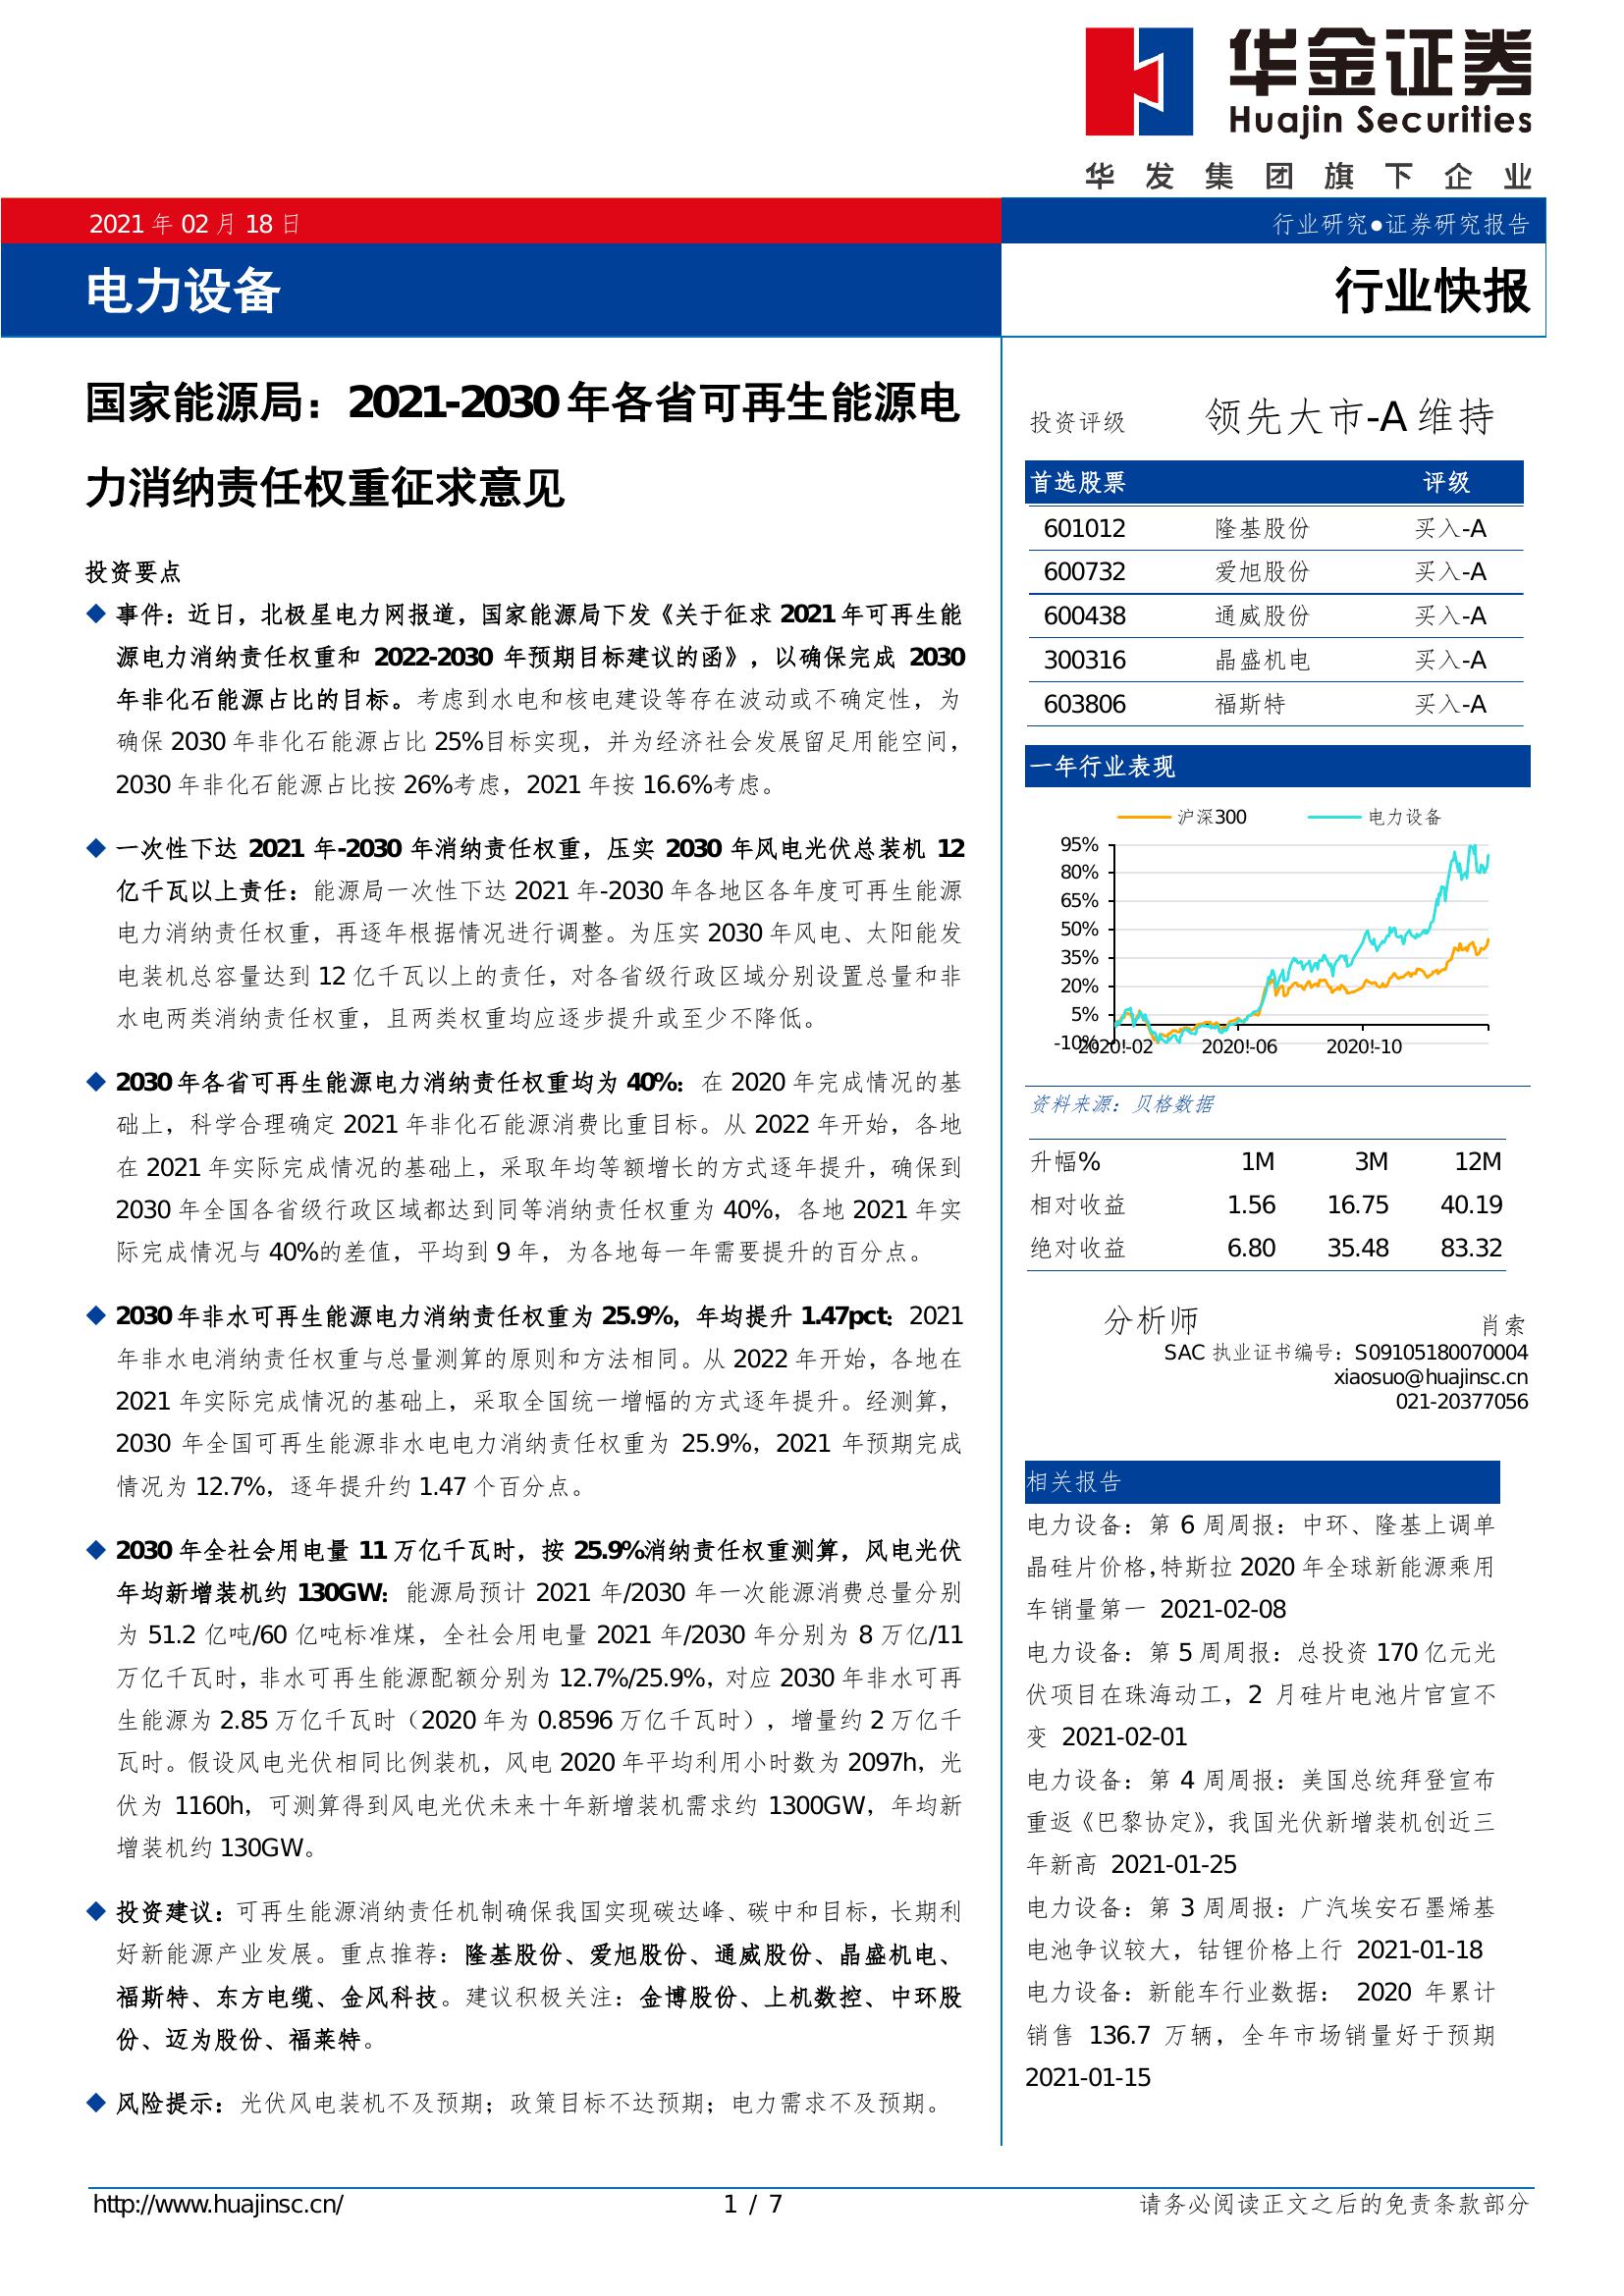 华金证券
Huajin Securities
华发集团旗下企业
2021 年 02 月 18 日
行业研究●证券研究报告
电力设备
行业快报
国家能源局：2021-2030 年各省可再生能源电
力消纳责任权重征求意见
投资要点
◆ 事件：近日，北极星电力网报道，国家能源局下发《关于征求 2021 年可再生能
源电力消纳责任权重和 2022-2030 年预期目标建议的函》，以确保完成 2030
年非化石能源占比的目标。考虑到水电和核电建设等存在波动或不确定性，为
确保 2030 年非化石能源占比 25%目标实现，并为经济社会发展留足用能空间，
2030 年非化石能源占比按 26%考虑，2021 年按 16.6%考虑。
◆ 一次性下达 2021 年-2030 年消纳责任权重，压实 2030 年风电光伏总装机 12
亿千瓦以上责任：能源局一次性下达 2021 年-2030 年各地区各年度可再生能源
电力消纳责任权重，再逐年根据情况进行调整。为压实 2030 年风电、太阳能发
电装机总容量达到 12 亿千瓦以上的责任，对各省级行政区域分别设置总量和非
水电两类消纳责任权重，且两类权重均应逐步提升或至少不降低。
◆ 2030 年各省可再生能源电力消纳责任权重均为 40%：在 2020 年完成情况的基
础上，科学合理确定 2021 年非化石能源消费比重目标。从 2022 年开始，各地
在 2021 年实际完成情况的基础上，采取年均等额增长的方式逐年提升，确保到
2030 年全国各省级行政区域都达到同等消纳责任权重为 40%，各地 2021 年实
际完成情况与 40%的差值，平均到 9 年，为各地每一年需要提升的百分点。
◆ 2030 年非水可再生能源电力消纳责任权重为 25.9%，年均提升 1.47pct：2021
年非水电消纳责任权重与总量测算的原则和方法相同。从 2022 年开始，各地在
2021 年实际完成情况的基础上，采取全国统一增幅的方式逐年提升。经测算，
2030 年全国可再生能源非水电电力消纳责任权重为 25.9%，2021 年预期完成
情况为 12.7%，逐年提升约 1.47 个百分点。
◆ 2030 年全社会用电量 11 万亿千瓦时，按 25.9%消纳责任权重测算，风电光伏
年均新增装机约 130GW：能源局预计 2021 年/2030 年一次能源消费总量分别
为 51.2 亿吨/60 亿吨标准煤，全社会用电量 2021 年/2030 年分别为 8 万亿/11
万亿千瓦时，非水可再生能源配额分别为 12.7%/25.9%，对应 2030 年非水可再
生能源为 2.85 万亿千瓦时（2020 年为 0.8596 万亿千瓦时），增量约 2 万亿千
瓦时。假设风电光伏相同比例装机，风电 2020 年平均利用小时数为 2097h，光
伏为 1160h，可测算得到风电光伏未来十年新增装机需求约 1300GW，年均新
增装机约 130GW。
◆ 投资建议：可再生能源消纳责任机制确保我国实现碳达峰、碳中和目标，长期利
好新能源产业发展。重点推荐：隆基股份、爱旭股份、通威股份、晶盛机电、
福斯特、东方电缆、金风科技。建议积极关注：金博股份、上机数控、中环股
份、迈为股份、福莱特。
◆ 风险提示：光伏风电装机不及预期；政策目标不达预期；电力需求不及预期。
投资评级 领先大市-A 维持
首选股票 评级
601012 隆基股份 买入-A
600732 爱旭股份 买入-A
600438 通威股份 买入-A
300316 晶盛机电 买入-A
603806 福斯特 买入-A
一年行业表现
沪深300 电力设备
95%
80%
65%
50%
35%
20%
5%
-10%
2020!-02 2020!-06 2020!-10
资料来源：贝格数据
升幅% 1M 3M 12M
相对收益 1.56 16.75 40.19
绝对收益 6.80 35.48 83.32
分析师 肖索
SAC 执业证书编号：S09105180070004
xiaosuo@huajinsc.cn
021-20377056
相关报告
电力设备：第 6 周周报：中环、隆基上调单
晶硅片价格,特斯拉 2020 年全球新能源乘用
车销量第一 2021-02-08
电力设备：第 5 周周报：总投资 170 亿元光
伏项目在珠海动工，2 月硅片电池片官宣不
变 2021-02-01
电力设备：第 4 周周报：美国总统拜登宣布
重返《巴黎协定》，我国光伏新增装机创近三
年新高 2021-01-25
电力设备：第 3 周周报：广汽埃安石墨烯基
电池争议较大，钴锂价格上行 2021-01-18
电力设备：新能车行业数据： 2020 年累计
销售 136.7 万辆，全年市场销量好于预期
2021-01-15
http://www.huajinsc.cn/ 1 / 7 请务必阅读正文之后的免责条款部分